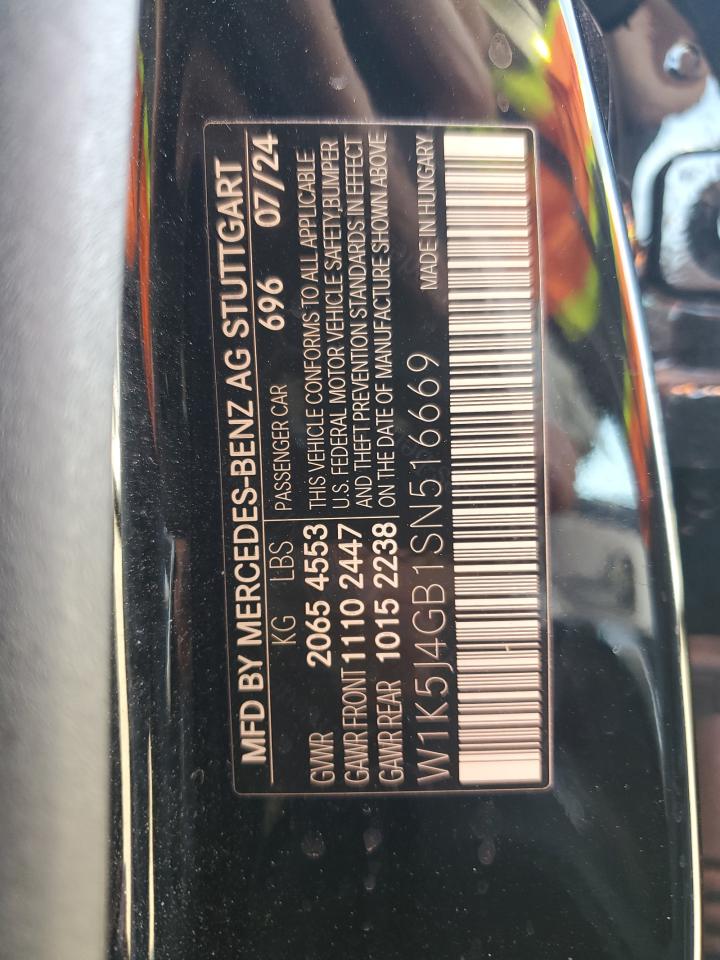 MFD BY MERCEDES-BENZ AG STUTTGART
KG LBS PASSENGER CAR 696 07/24
GWR 2065 4553
GAWR FRONT 1110 2447
GAWR REAR 1015 2238
THIS VEHICLE CONFORMS TO ALL APPLICABLE
U.S. FEDERAL MOTOR VEHICLE SAFETY,BUMPER
AND THEFT PREVENTION STANDARDS IN EFFECT
ON THE DATE OF MANUFACTURE SHOWN ABOVE
W1K5J4GB1SN516669 MADE IN HUNGARY